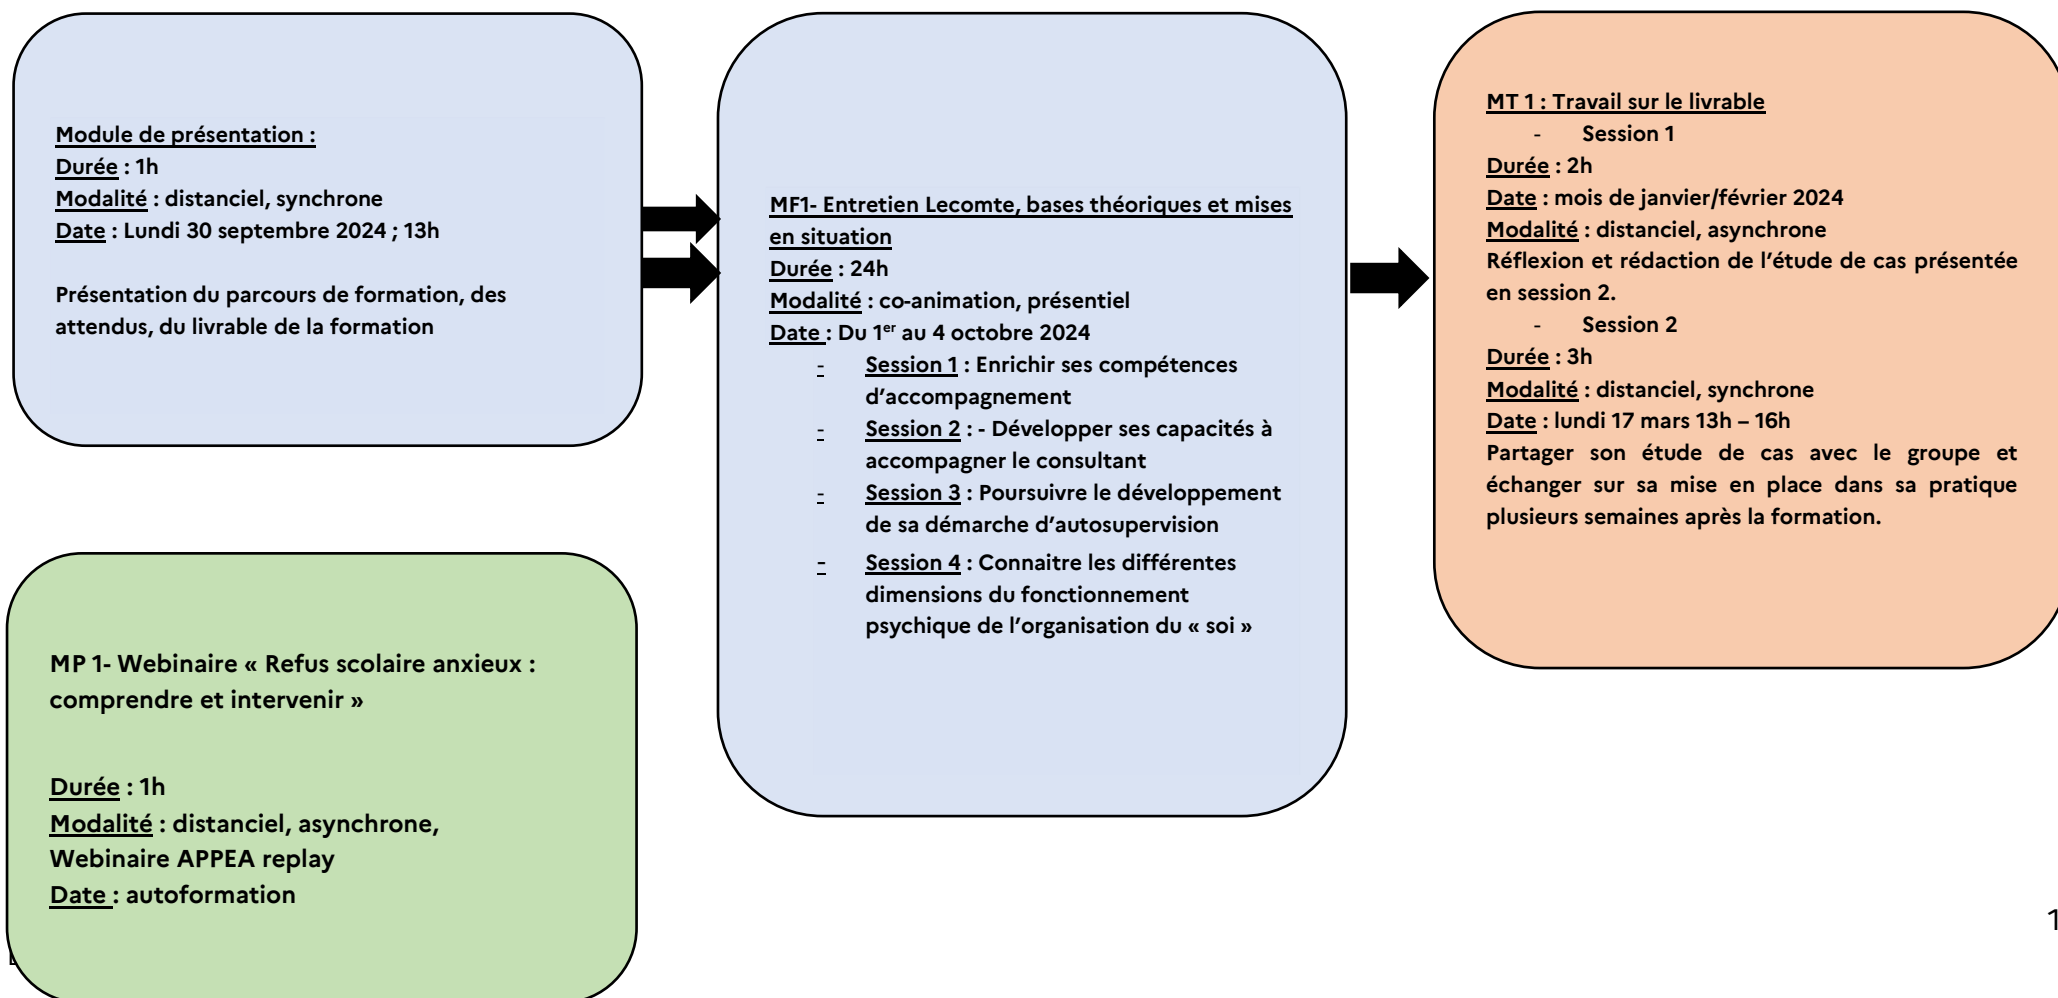 Module de présentation :
Durée : 1h
Modalité : distanciel, synchrone
Date : Lundi 30 septembre 2024 ; 13h
Présentation du parcours de formation, des
attendus, du livrable de la formation
MP 1- Webinaire « Refus scolaire anxieux :
comprendre et intervenir »
Durée : 1h
Modalité : distanciel, asynchrone,
Webinaire APPEA replay
Date : autoformation
MF1- Entretien Lecomte, bases théoriques et mises
en situation
Durée : 24h
Modalité : co-animation, présentiel
Date : Du 1er au 4 octobre 2024
- Session 1 : Enrichir ses compétences
d’accompagnement
- Session 2 : - Développer ses capacités à
accompagner le consultant
- Session 3 : Poursuivre le développement
de sa démarche d’autosupervision
- Session 4 : Connaitre les différentes
dimensions du fonctionnement
psychique de l’organisation du « soi »
MT 1 : Travail sur le livrable
- Session 1
Durée : 2h
Date : mois de janvier/février 2024
Modalité : distanciel, asynchrone
Réflexion et rédaction de l’étude de cas présentée
en session 2.
- Session 2
Durée : 3h
Modalité : distanciel, synchrone
Date : lundi 17 mars 13h – 16h
Partager son étude de cas avec le groupe et
échanger sur sa mise en place dans sa pratique
plusieurs semaines après la formation.
1